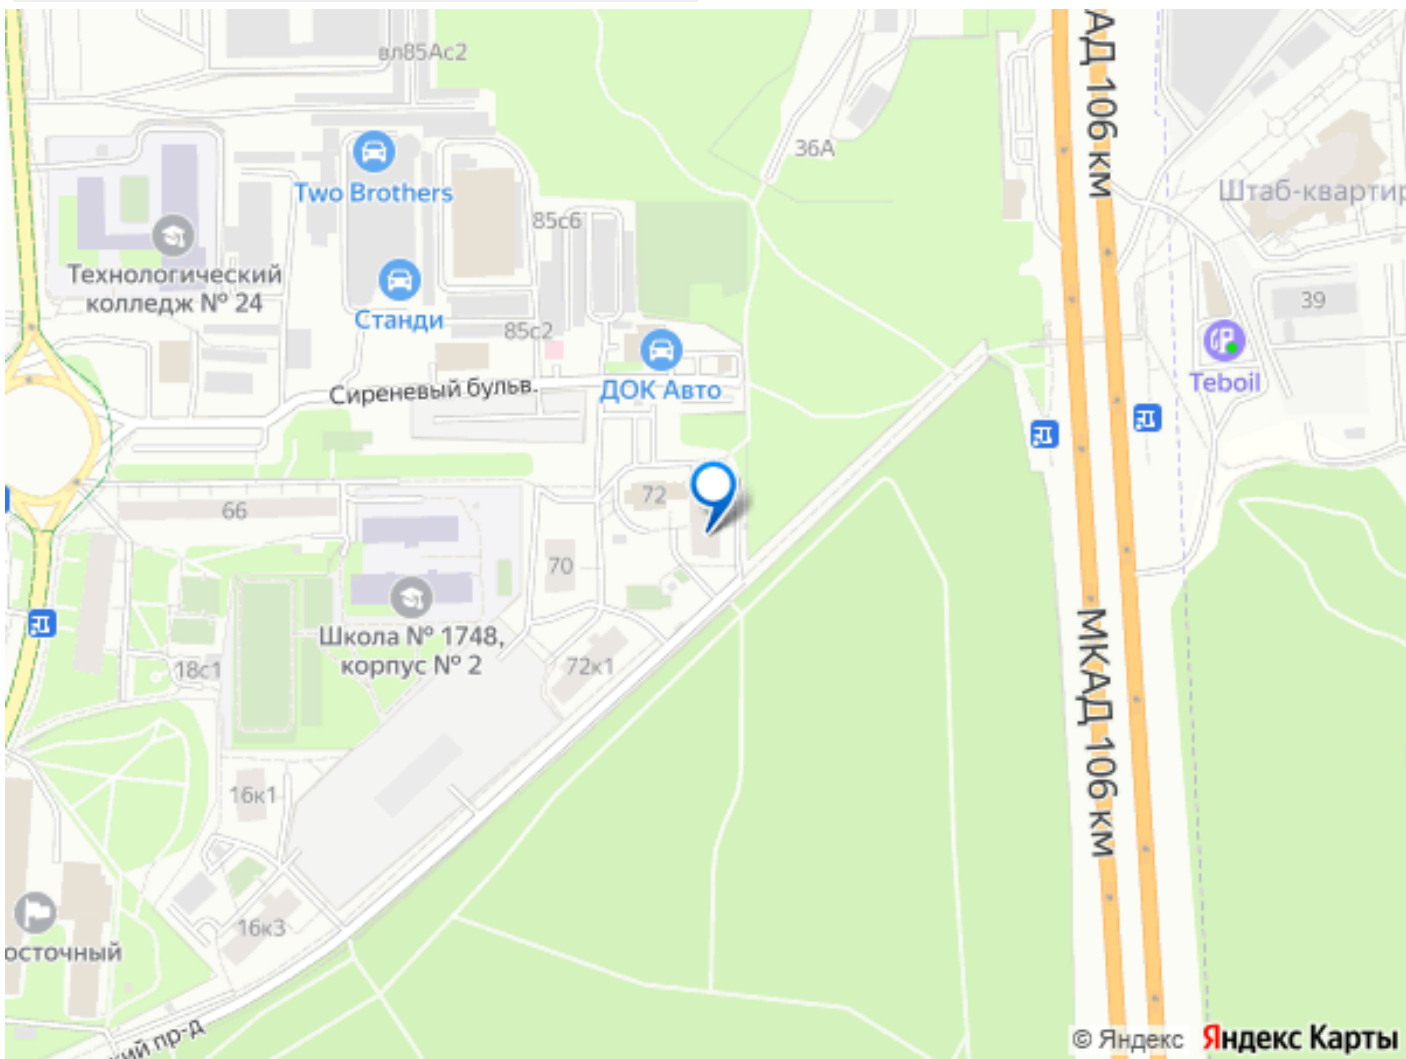 вл85Ас2
АД 106 км
36А
Two Brothers
Штаб-квартир
85с6
Технологический
колледж № 24
Станди
85с2
39
Teboil
ДОК Авто
Сиреневый бульв.
72
66
70
Школа № 1748,
корпус № 2
72к1
18с1
МКАД 106 км
16к1
16к3
осточный
кий пр-д
© Яндекс Яндекс Карты